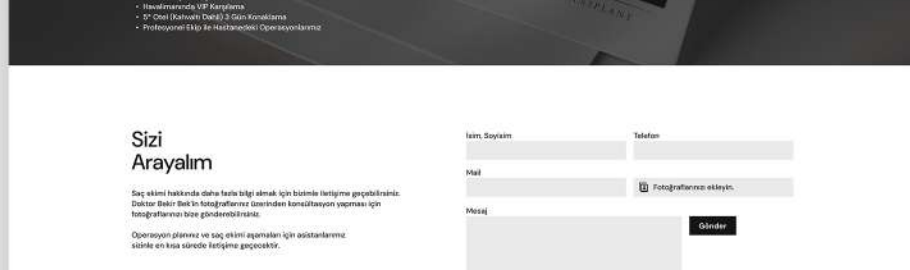 • Havalimanında VIP Karşılama
• 5* Otel (Kahvaltı Dahil) 3 Gün Konaklama
• Profesyonel Ekip ile Hastanedeki Operasyonlarımız
Sizi
Arayalım
Saç ekimi hakkında daha fazla bilgi almak için bizimle iletişime geçebilirsiniz.
Doktor Bekir Bek'in fotoğraflarınız üzerinden konsültasyon yapması için
fotoğraflarınızı bize gönderebilirsiniz.
Operasyon planınız ve saç ekimi aşamaları için asistanlarımız
sizinle en kısa sürede iletişime geçecektir.
İsim, Soyisim
Telefon
Mail
Fotoğraflarınızı ekleyin.
Mesaj
Gönder